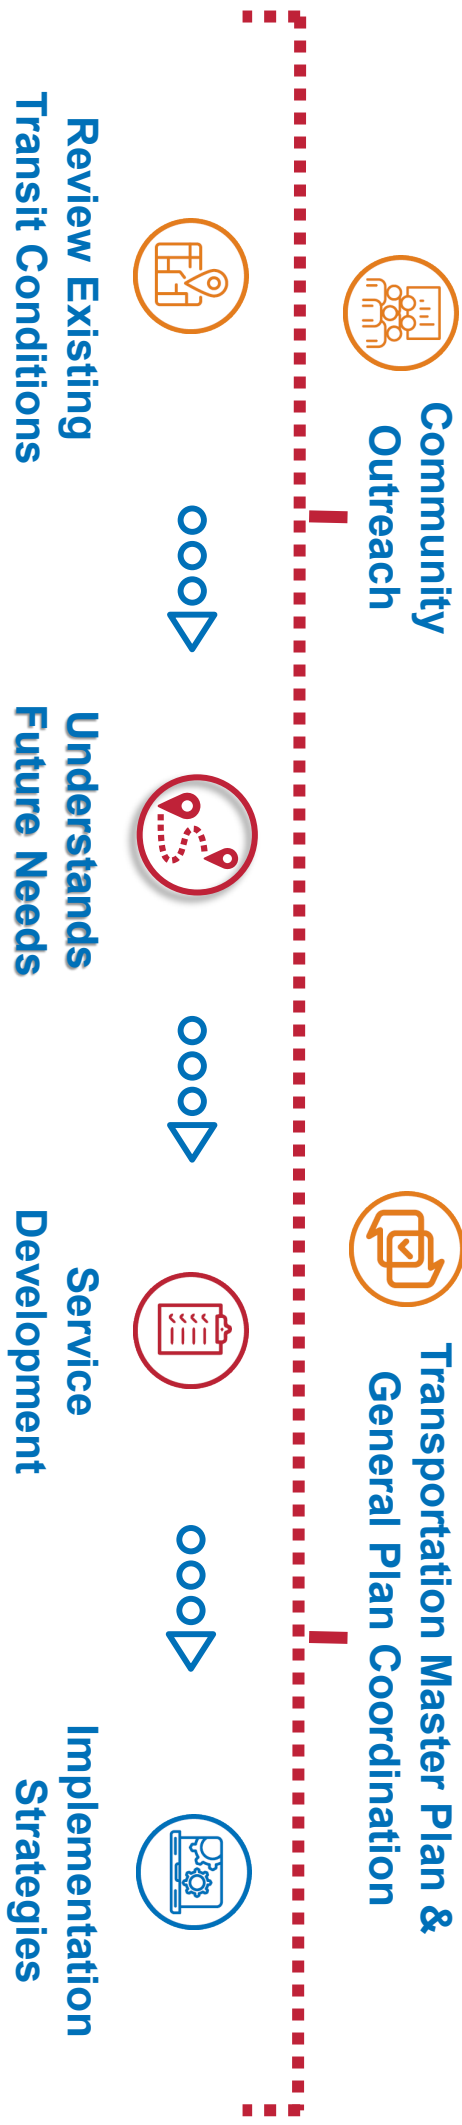 Community
Outreach
Transportation Master Plan &
General Plan Coordination
Review Existing
Transit Conditions
Understands
Future Needs
Service
Development
Implementation
Strategies